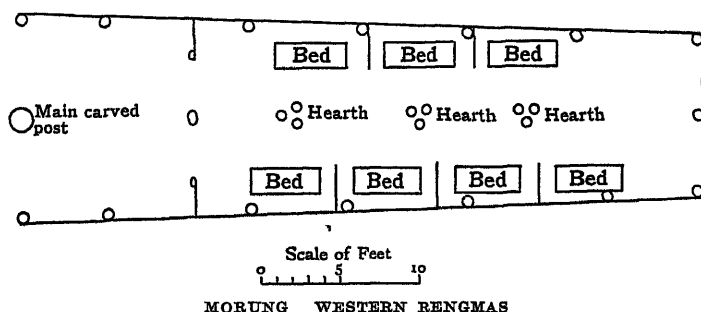 Bed Bed Bed
Main carved post
Hearth Hearth Hearth
Bed Bed Bed Bed
Scale of Feet
0 5 10
MORUNG WESTERN RENGMAS